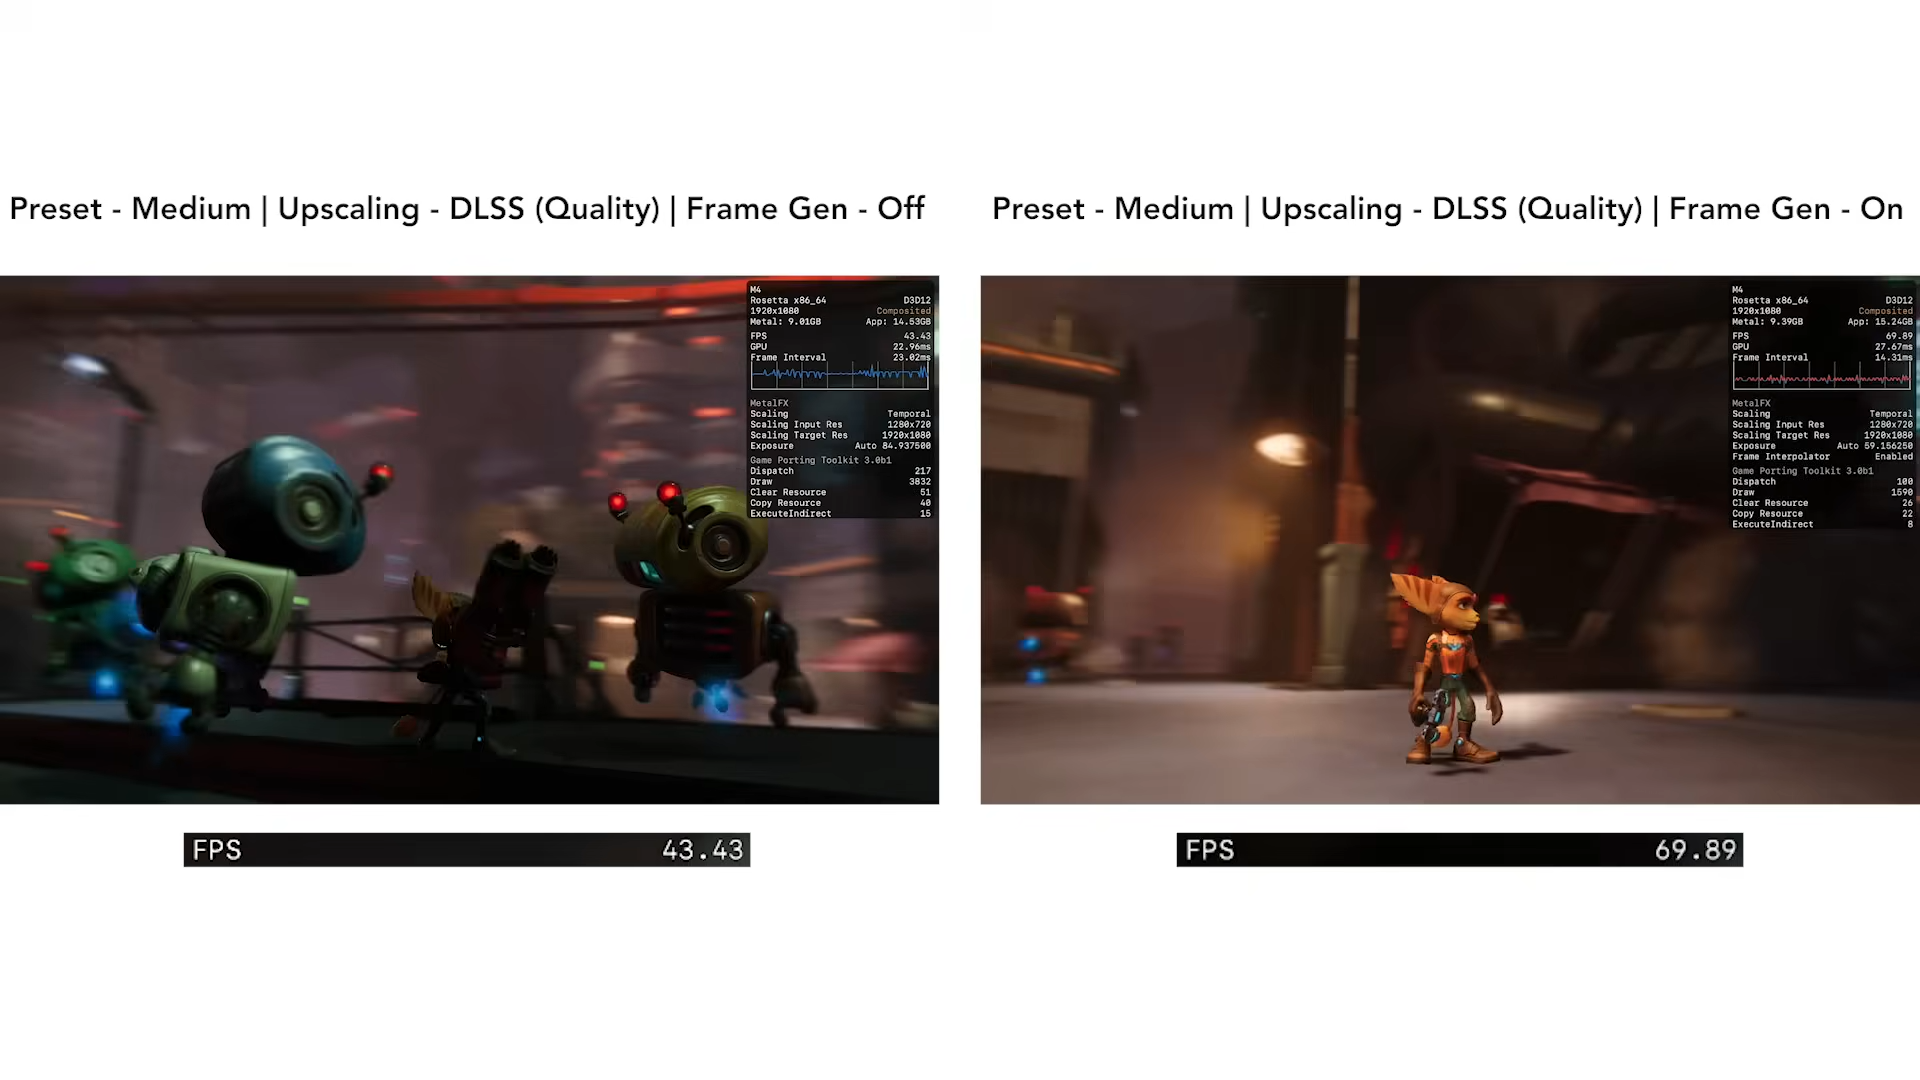 Preset - Medium | Upscaling - DLSS (Quality) | Frame Gen - Off
M4
Rosetta x86_64 D3D12
1920x1080 Composited
Metal: 9.01GB App: 14.53GB
FPS 43.43
GPU 22.96ms
Frame Interval 23.02ms
MetalFX
Scaling Temporal
Scaling Input Res 1280x720
Scaling Target Res 1920x1080
Exposure Auto 84.937500
Game Porting Toolkit 3.0b1
Dispatch 217
Draw 3832
Clear Resource 51
Copy Resource 40
ExecuteIndirect 15
FPS 43.43
Preset - Medium | Upscaling - DLSS (Quality) | Frame Gen - On
M4
Rosetta x86_64 D3D12
1920x1080 Composited
Metal: 9.39GB App: 15.24GB
FPS 69.89
GPU 27.67ms
Frame Interval 14.31ms
MetalFX
Scaling Temporal
Scaling Input Res 1280x720
Scaling Target Res 1920x1080
Exposure Auto 59.156250
Frame Interpolator Enabled
Game Porting Toolkit 3.0b1
Dispatch 100
Draw 1590
Clear Resource 26
Copy Resource 22
ExecuteIndirect 8
FPS 69.89